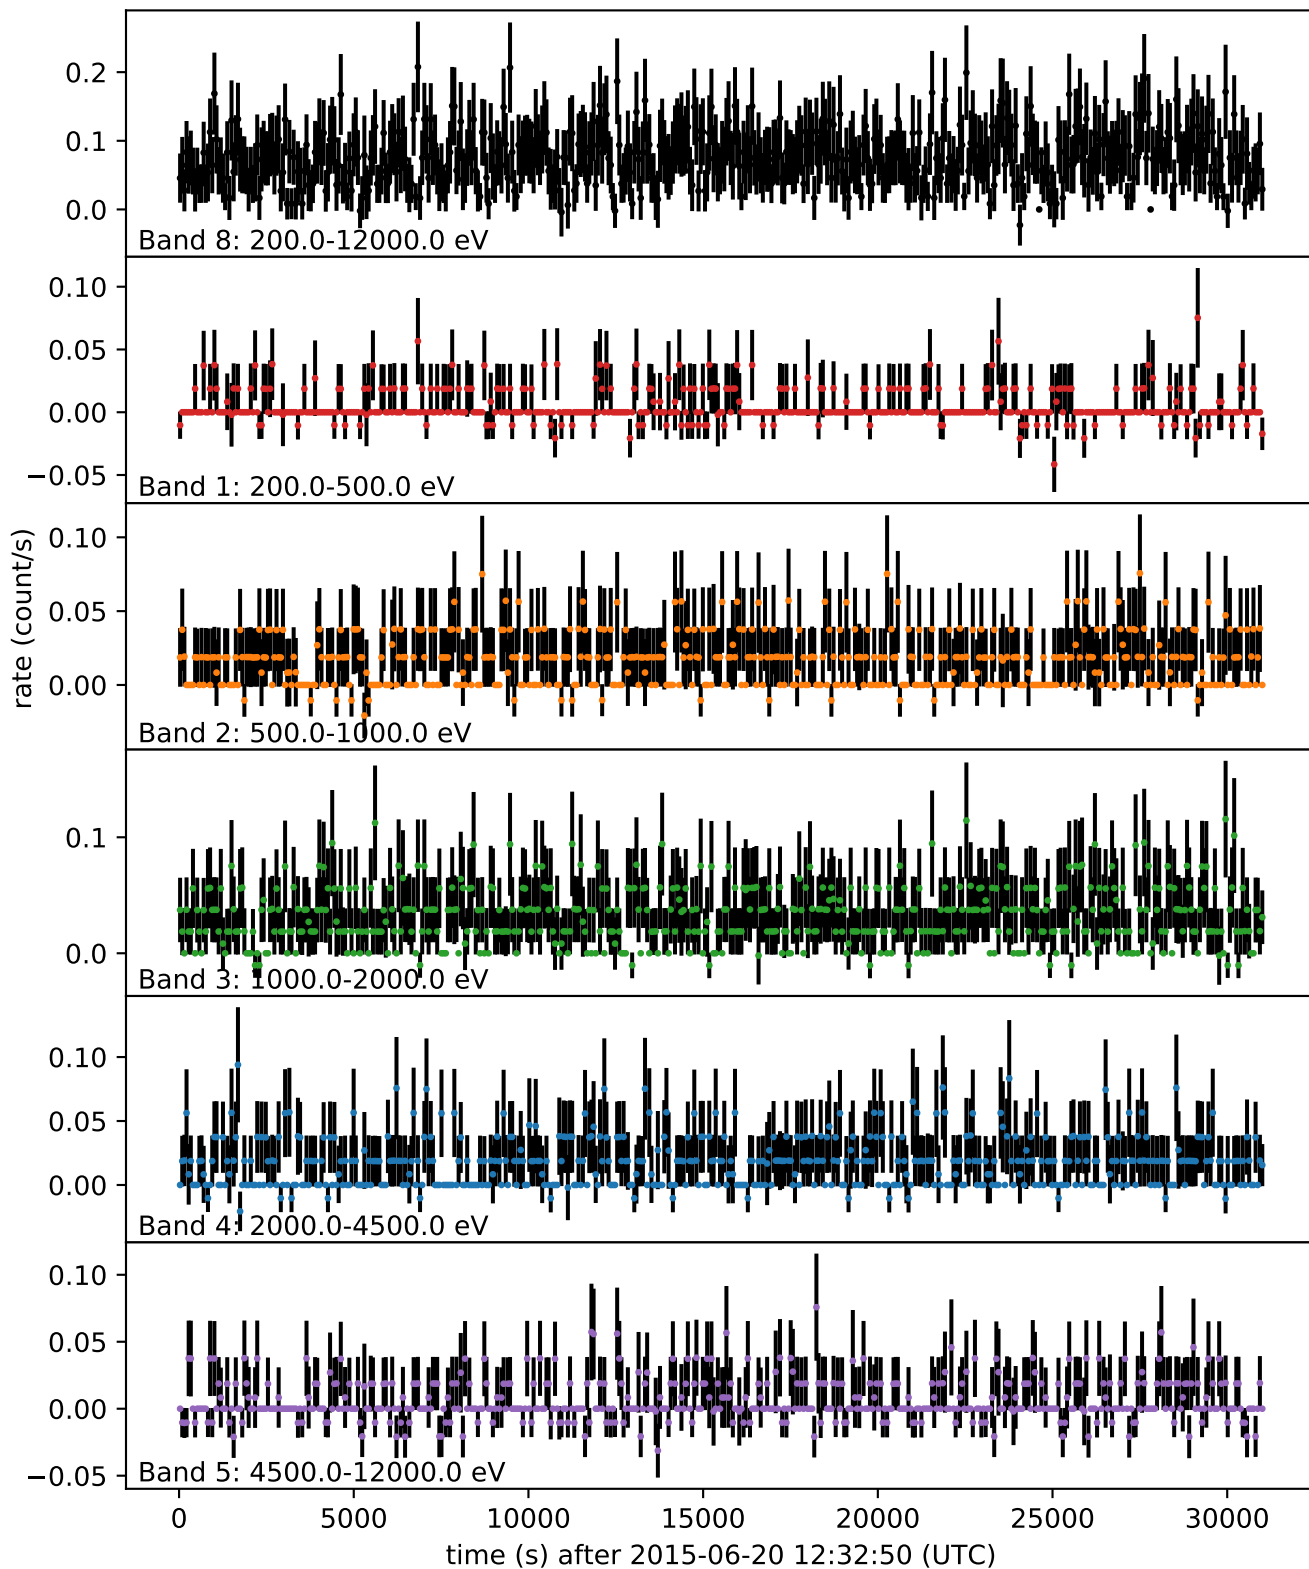 0.2
0.1
0.0
Band 8: 200.0-12000.0 eV
0.10
0.05
0.00
−0.05
Band 1: 200.0-500.0 eV
0.10
0.05
0.00
Band 2: 500.0-1000.0 eV
rate (count/s)
0.1
0.0
Band 3: 1000.0-2000.0 eV
0.10
0.05
0.00
Band 4: 2000.0-4500.0 eV
0.10
0.05
0.00
−0.05
Band 5: 4500.0-12000.0 eV
0 5000 10000 15000 20000 25000 30000
time (s) after 2015-06-20 12:32:50 (UTC)